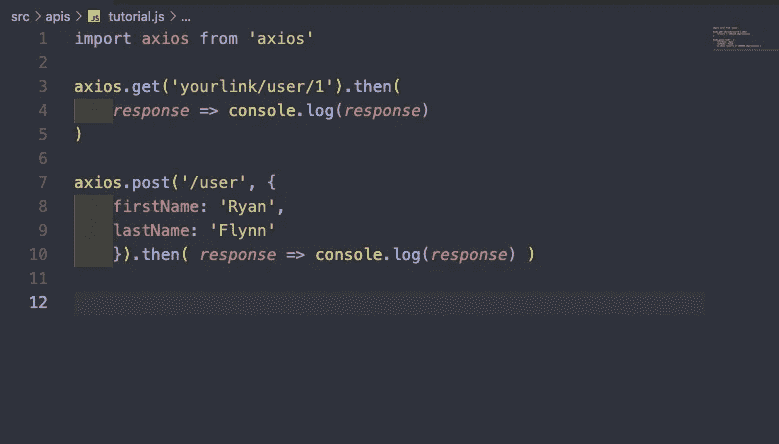 src > apis > JS tutorial.js > ...
1 import axios from 'axios'
2
3 axios.get('yourlink/user/1').then(
4     response => console.log(response)
5 )
6
7 axios.post('/user', {
8     firstName: 'Ryan',
9     lastName: 'Flynn'
10     }).then( response => console.log(response) )
11
12